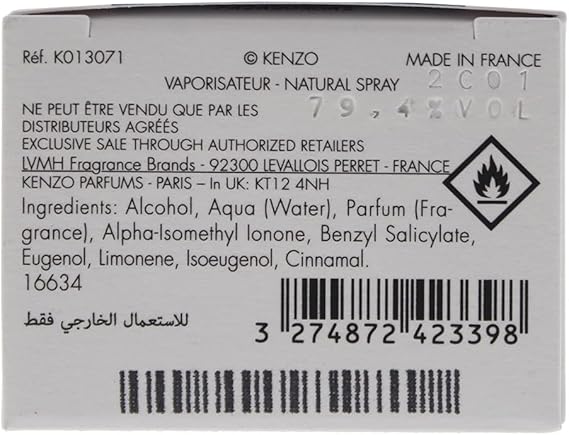 Réf. K013071 © KENZO MADE IN FRANCE
VAPORISATEUR - NATURAL SPRAY 2C01
NE PEUT ÊTRE VENDU QUE PAR LES 79,4%VOL
DISTRIBUTEURS AGRÉÉS
EXCLUSIVE SALE THROUGH AUTHORIZED RETAILERS
LVMH Fragrance Brands - 92300 LEVALLOIS PERRET - FRANCE
KENZO PARFUMS - PARIS – In UK: KT12 4NH
Ingredients: Alcohol, Aqua (Water), Parfum (Fra-
grance), Alpha-Isomethyl Ionone, Benzyl Salicylate,
Eugenol, Limonene, Isoeugenol, Cinnamal.
16634
للاستعمال الخارجي فقط
3 274872 423398